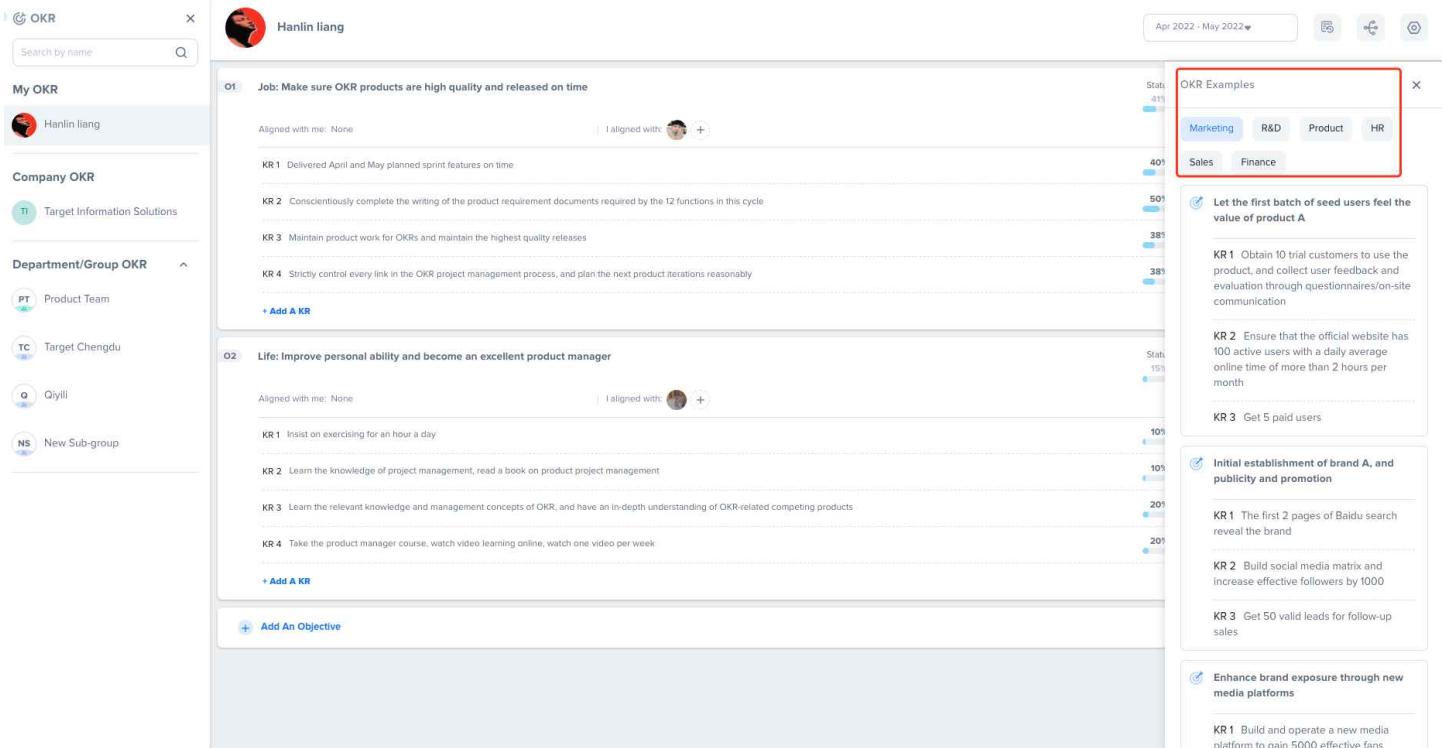 OKR
Search by name
My OKR
Hanlin liang
Company OKR
TI Target Information Solutions
Department/Group OKR
PT Product Team
TC Target Chengdu
Q Qiyili
NS New Sub-group
Hanlin liang
Apr 2022 - May 2022
O1 Job: Make sure OKR products are high quality and released on time
41%
Aligned with me: None I aligned with:
KR 1 Delivered April and May planned sprint features on time 40%
KR 2 Conscientiously complete the writing of the product requirement documents required by the 12 functions in this cycle 50%
KR 3 Maintain product work for OKRs and maintain the highest quality releases 38%
KR 4 Strictly control every link in the OKR project management process, and plan the next product iterations reasonably 38%
+ Add A KR
O2 Life: Improve personal ability and become an excellent product manager
15%
Aligned with me: None I aligned with:
KR 1 Insist on exercising for an hour a day 10%
KR 2 Learn the knowledge of project management, read a book on product project management 10%
KR 3 Learn the relevant knowledge and management concepts of OKR, and have an in-depth understanding of OKR-related competing products 20%
KR 4 Take the product manager course, watch video learning online, watch one video per week 20%
+ Add A KR
+ Add An Objective
OKR Examples
Marketing R&D Product HR
Sales Finance
Let the first batch of seed users feel the
value of product A
KR 1 Obtain 10 trial customers to use the
product, and collect user feedback and
evaluation through questionnaires/on-site
communication
KR 2 Ensure that the official website has
100 active users with a daily average
online time of more than 2 hours per
month
KR 3 Get 5 paid users
Initial establishment of brand A, and
publicity and promotion
KR 1 The first 2 pages of Baidu search
reveal the brand
KR 2 Build social media matrix and
increase effective followers by 1000
KR 3 Get 50 valid leads for follow-up
sales
Enhance brand exposure through new
media platforms
KR 1 Build and operate a new media
platform to gain 5000 effective fans